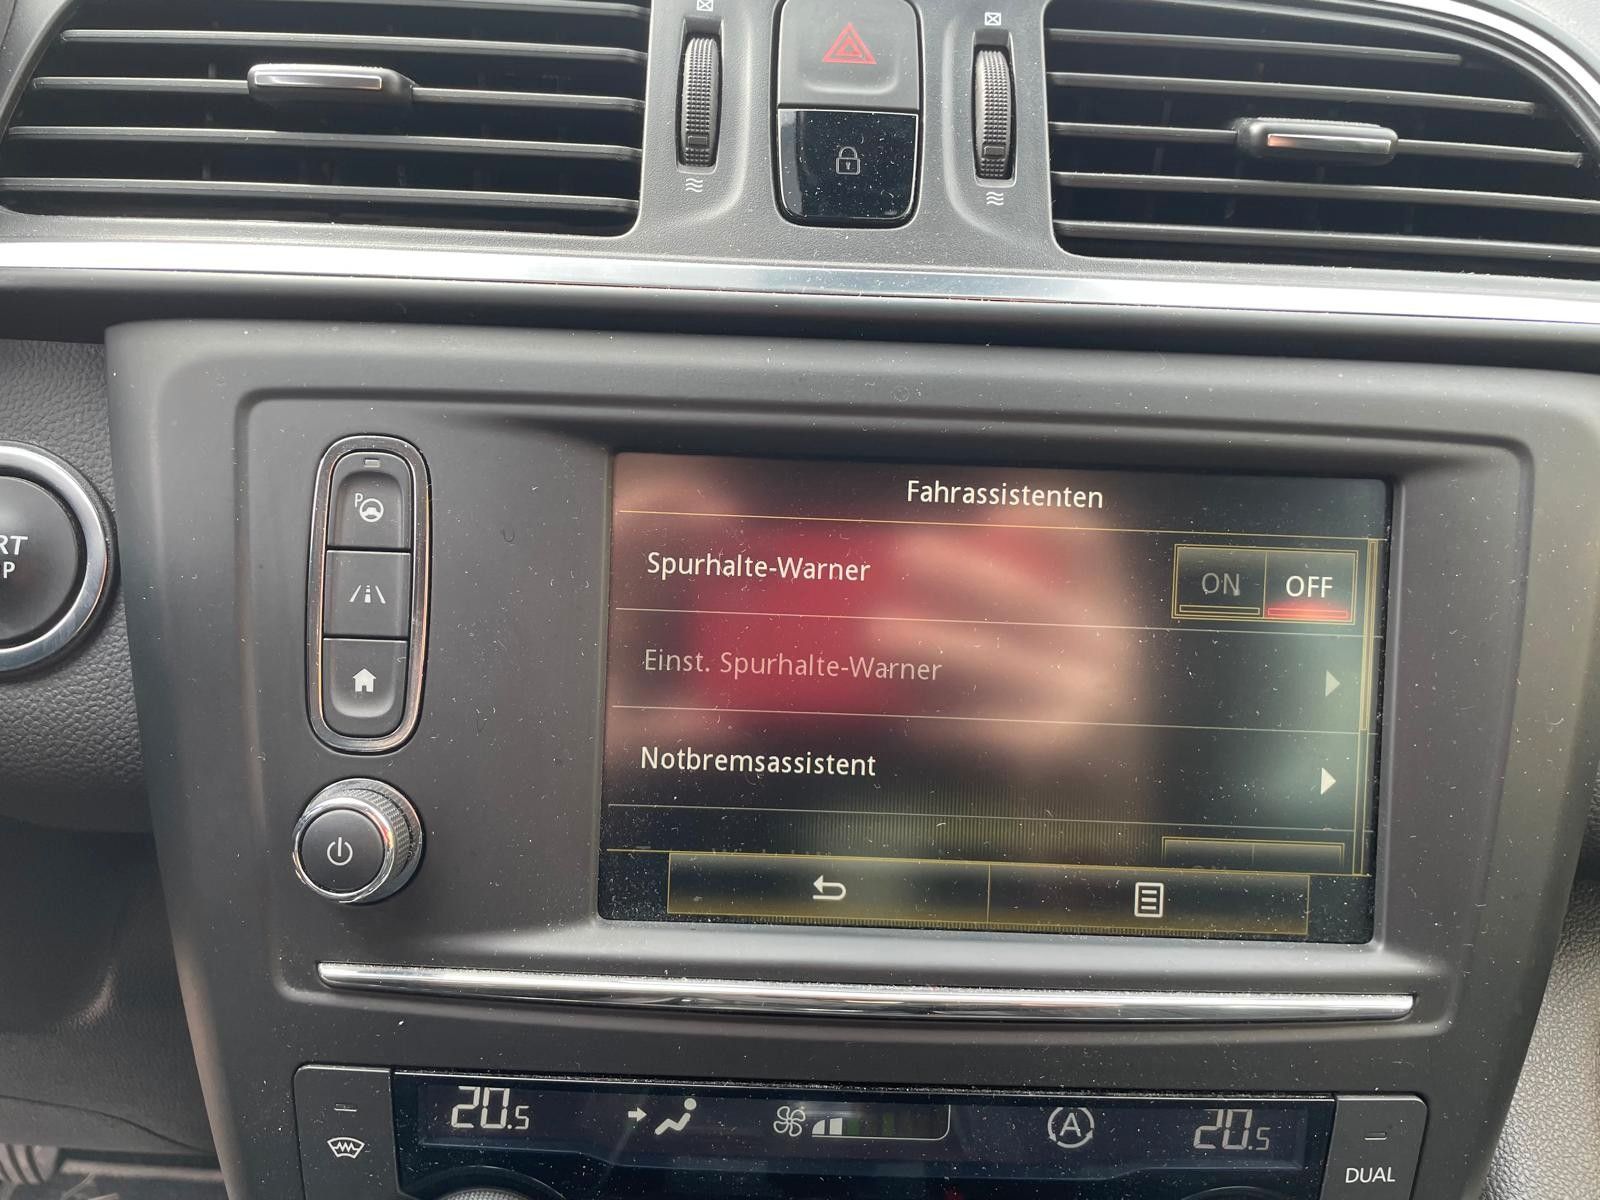 RT
P
P
Fahrassistenten
Spurhalte-Warner
ON OFF
Einst. Spurhalte-Warner
Notbremsassistent
20.5
A
20.5
DUAL